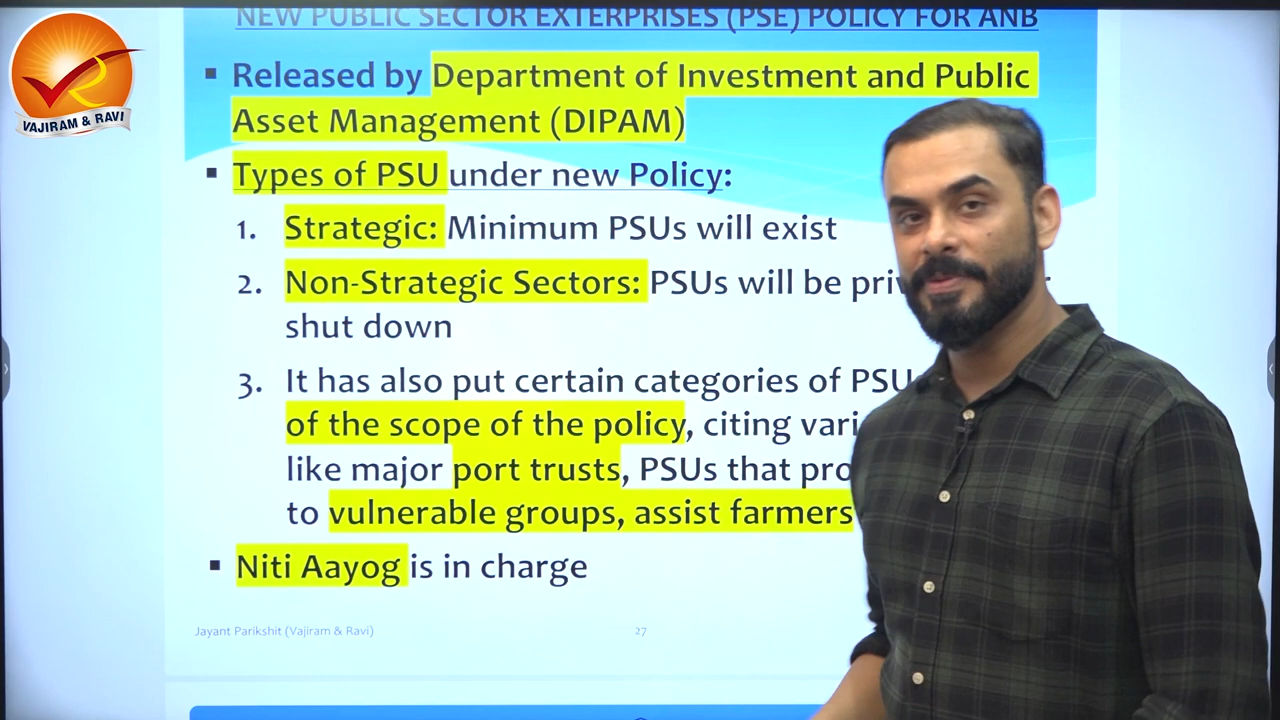 NEW PUBLIC SECTOR EXTERPRISES (PSE) POLICY FOR ANB
VAJIRAM & RAVI
▪ Released by Department of Investment and Public
Asset Management (DIPAM)
▪ Types of PSU under new Policy:
1. Strategic: Minimum PSUs will exist
2. Non-Strategic Sectors: PSUs will be
shut down
3. It has also put certain categories of
of the scope of the policy, citing
like major port trusts, PSUs that
to vulnerable groups, assist farmers
▪ Niti Aayog is in charge
Jayant Parikshit (Vajiram & Ravi)
27